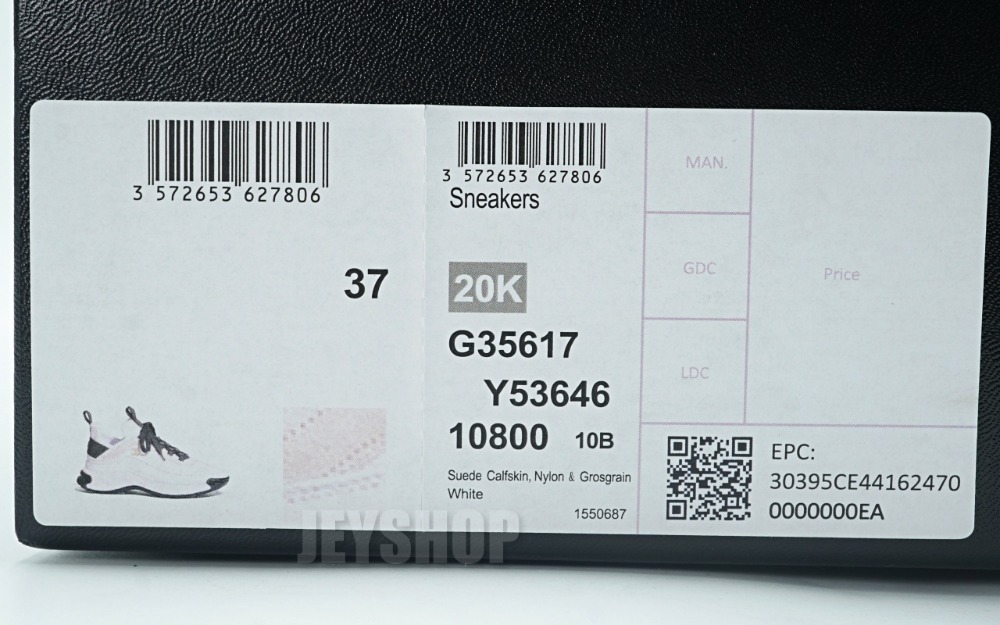 3 572653 627806
37
3 572653 627806
Sneakers
20K
G35617
Y53646
10800 10B
Suede Calfskin, Nylon & Grosgrain
White
1550687
MAN.
GDC
LDC
Price
EPC:
30395CE44162470
0000000EA
JEYSHOP